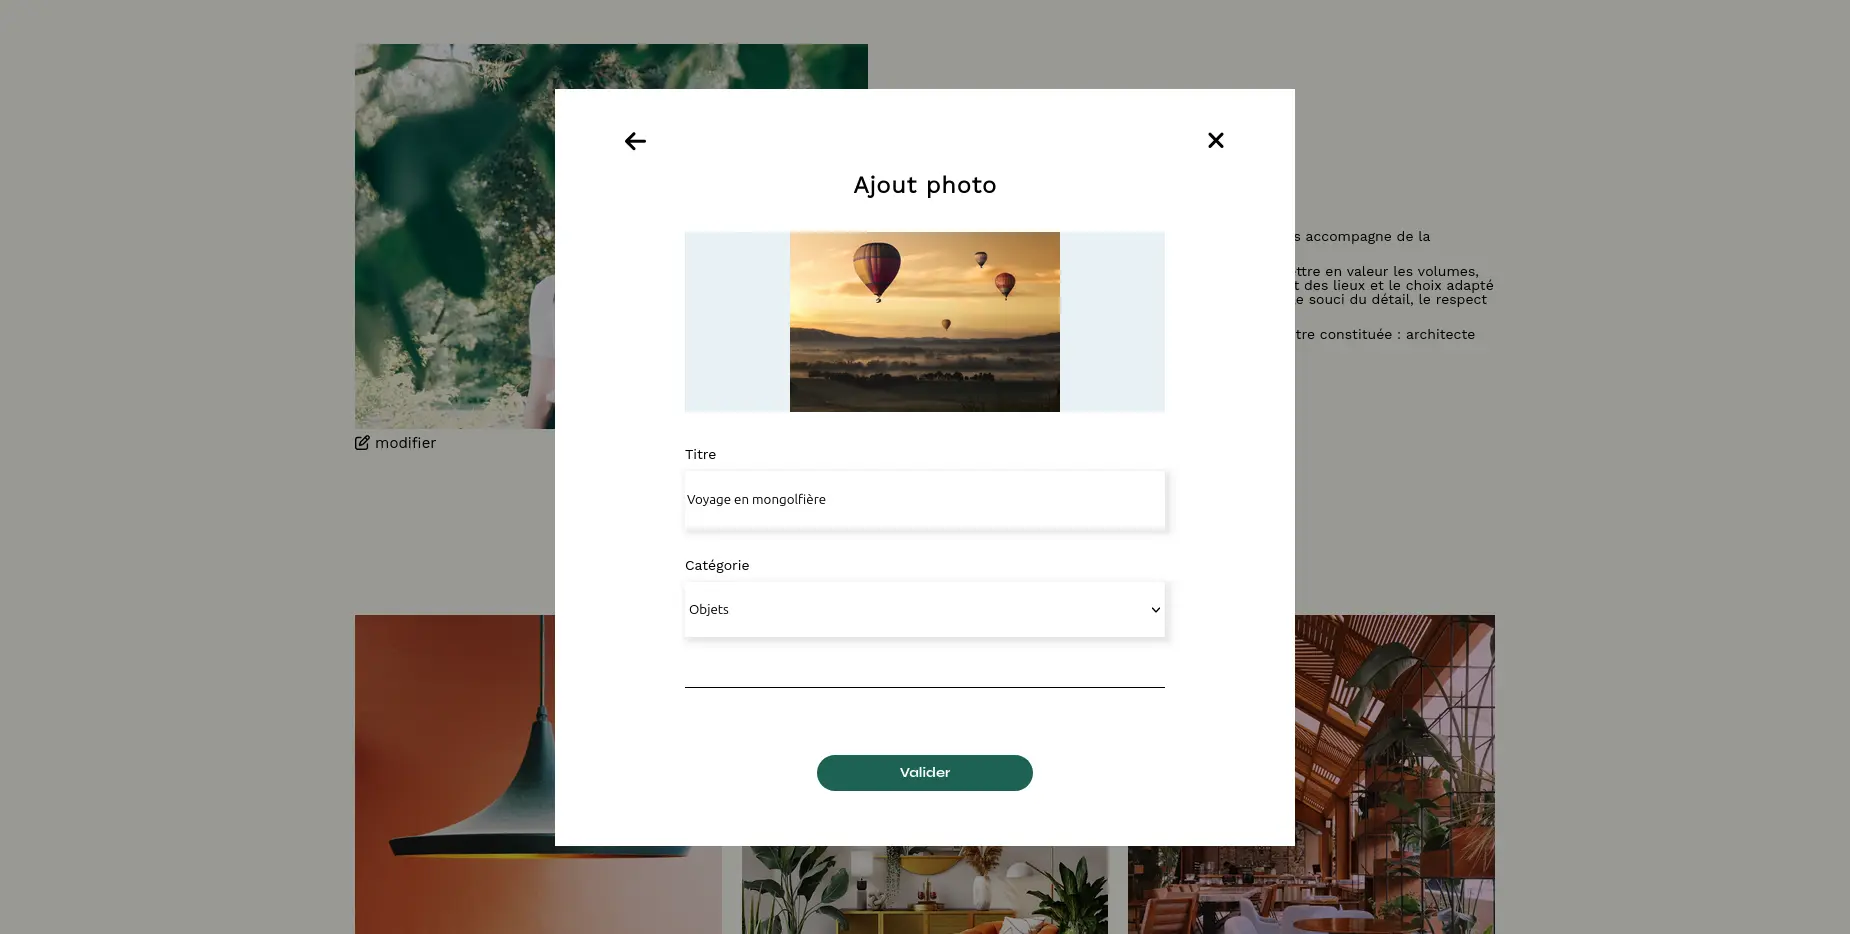 Ajout photo
s accompagne de la
ttre en valeur les volumes,
t des lieux et le choix adapté
e souci du détail, le respect
tre constituée : architecte
modifier
Titre
Voyage en mongolfière
Catégorie
Objets
Valider